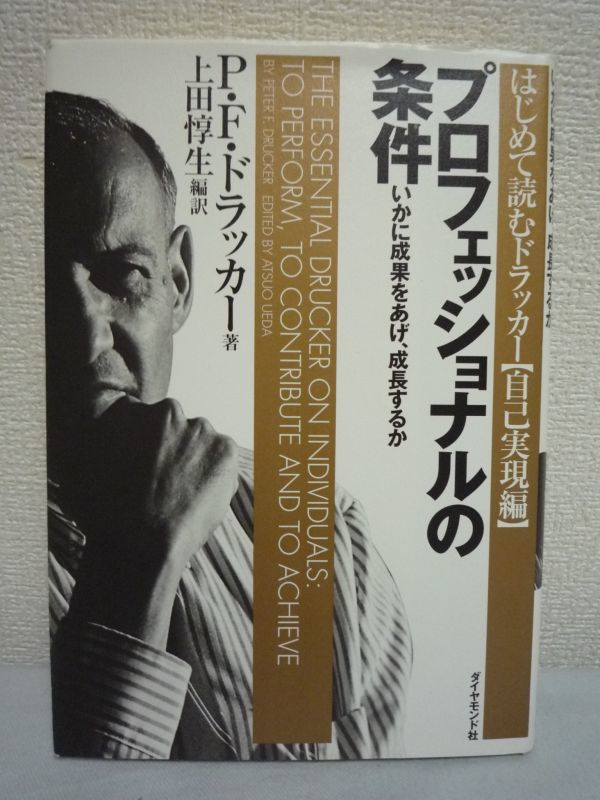 はじめて読むドラッカー【自己実現編】
プロフェッショナルの
条件
いかに成果をあげ、成長するか
THE ESSENTIAL DRUCKER ON INDIVIDUALS:
TO PERFORM, TO CONTRIBUTE AND TO ACHIEVE
BY PETER F. DRUCKER EDITED BY ATSUO UEDA
P・F・ドラッカー 著
上田惇生 編訳
ダイヤモンド社